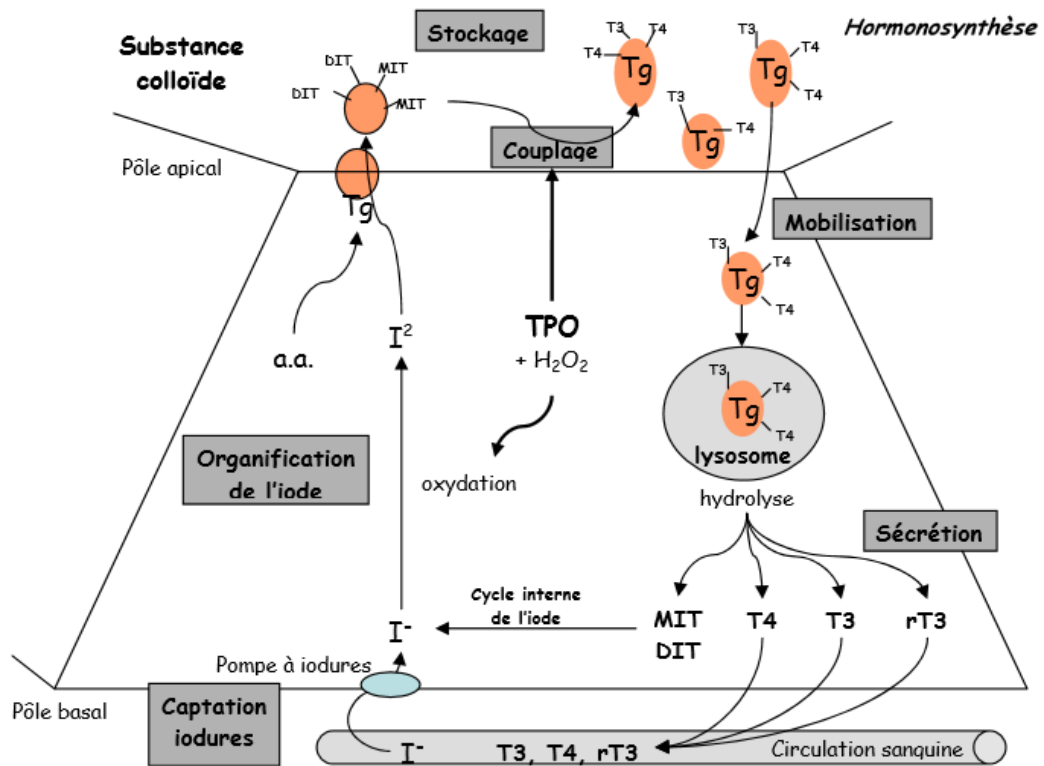 Hormonosynthèse
Stockage
Substance
colloïde
DIT
MIT
DIT
MIT
T3
T4
T4
Tg
T3
T4
Tg
T4
T3
T4
Tg
Couplage
Pôle apical
Tg
Mobilisation
T3
T4
Tg
T4
a.a.
I²
TPO
+ H₂O₂
T3
T4
Tg
T4
lysosome
Organification
de l'iode
oxydation
hydrolyse
Sécrétion
Cycle interne
de l'iode
I⁻
MIT
DIT
T4
T3
rT3
Pompe à iodures
Pôle basal
Captation
iodures
I⁻
T3, T4, rT3
Circulation sanguine